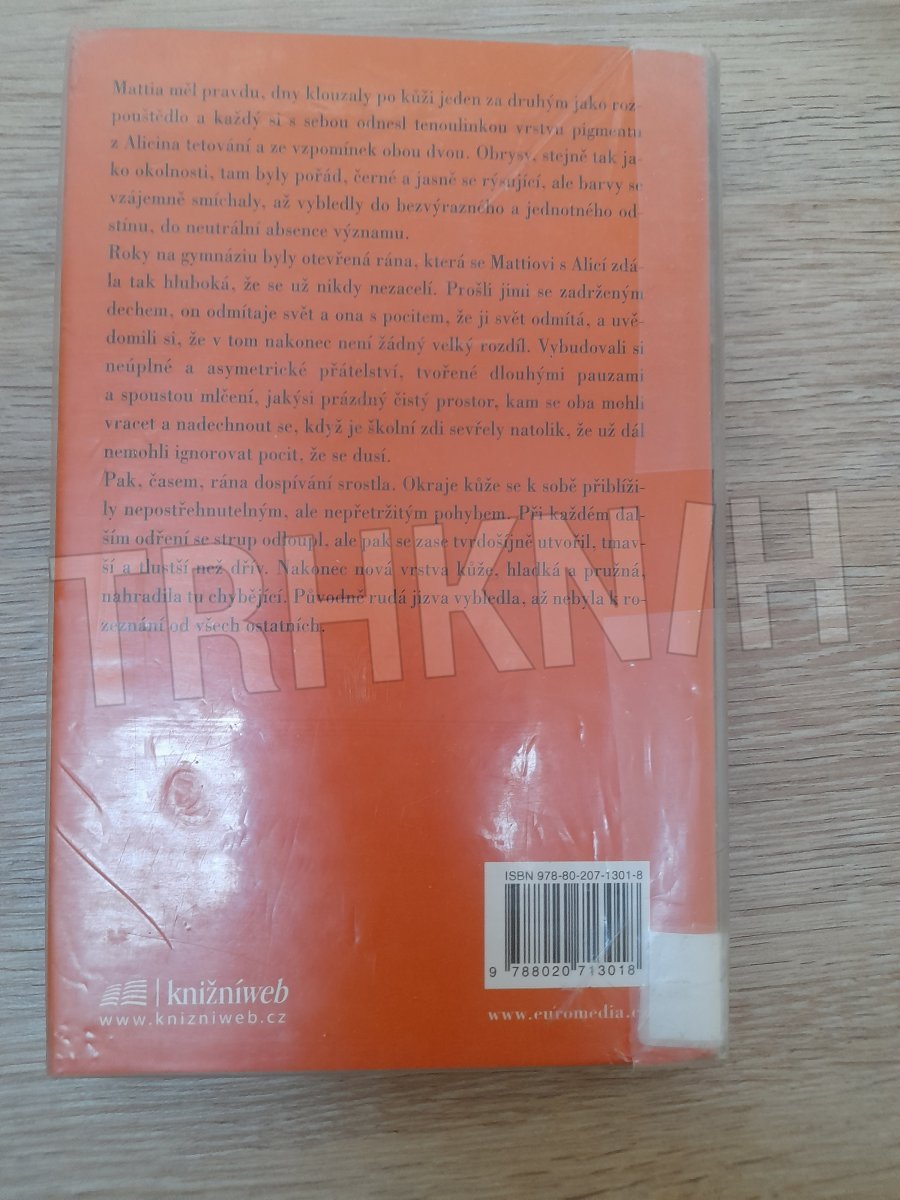 Mattia měl pravdu, dny klouzaly po kůži jeden za druhým jako roz-
pouštědlo a každý si s sebou odnesl tenoulinkou vrstvu pigmentu
z Alicina tetování a ze vzpomínek obou dvou. Obrysy, stejně tak ja-
ko okolnosti, tam byly pořád, černé a jasně se rýsující, ale barvy se
vzájemně smíchaly, až vybledly do bezvýrazného a jednotného od-
stínu, do neutrální absence významu.
Roky na gymnáziu byly otevřená rána, která se Mattiovi s Alicí zdá-
la tak hluboká, že se už nikdy nezacelí. Prošli jimi se zadrženým
dechem, on odmítaje svět a ona s pocitem, že ji svět odmítá, a uvě-
domili si, že v tom nakonec není žádný velký rozdíl. Vybudovali si
neúplné a asymetrické přátelství, tvořené dlouhými pauzami
a spoustou mlčení, jakýsi prázdný čistý prostor, kam se oba mohli
vracet a nadechnout se, když je školní zdi sevřely natolik, že už dál
nemohli ignorovat pocit, že se dusí.
Pak, časem, rána dospívání srostla. Okraje kůže se k sobě přiblíži-
ly nepostřehnutelným, ale nepřetržitým pohybem. Při každém dal-
ším odření se strup odloupl, ale pak se zase tvrdošíjně utvořil, tmav-
ší a tlustší než dřív. Nakonec nová vrstva kůže, hladká a pružná,
nahradila tu chybějící. Původně rudá jizva vybledla, až nebyla k ro-
zeznání od všech ostatních.
TRHKNIH
ISBN 978-80-207-1301-8
9 788020 713018
knižníweb
www.knizniweb.cz
www.euromedia.c